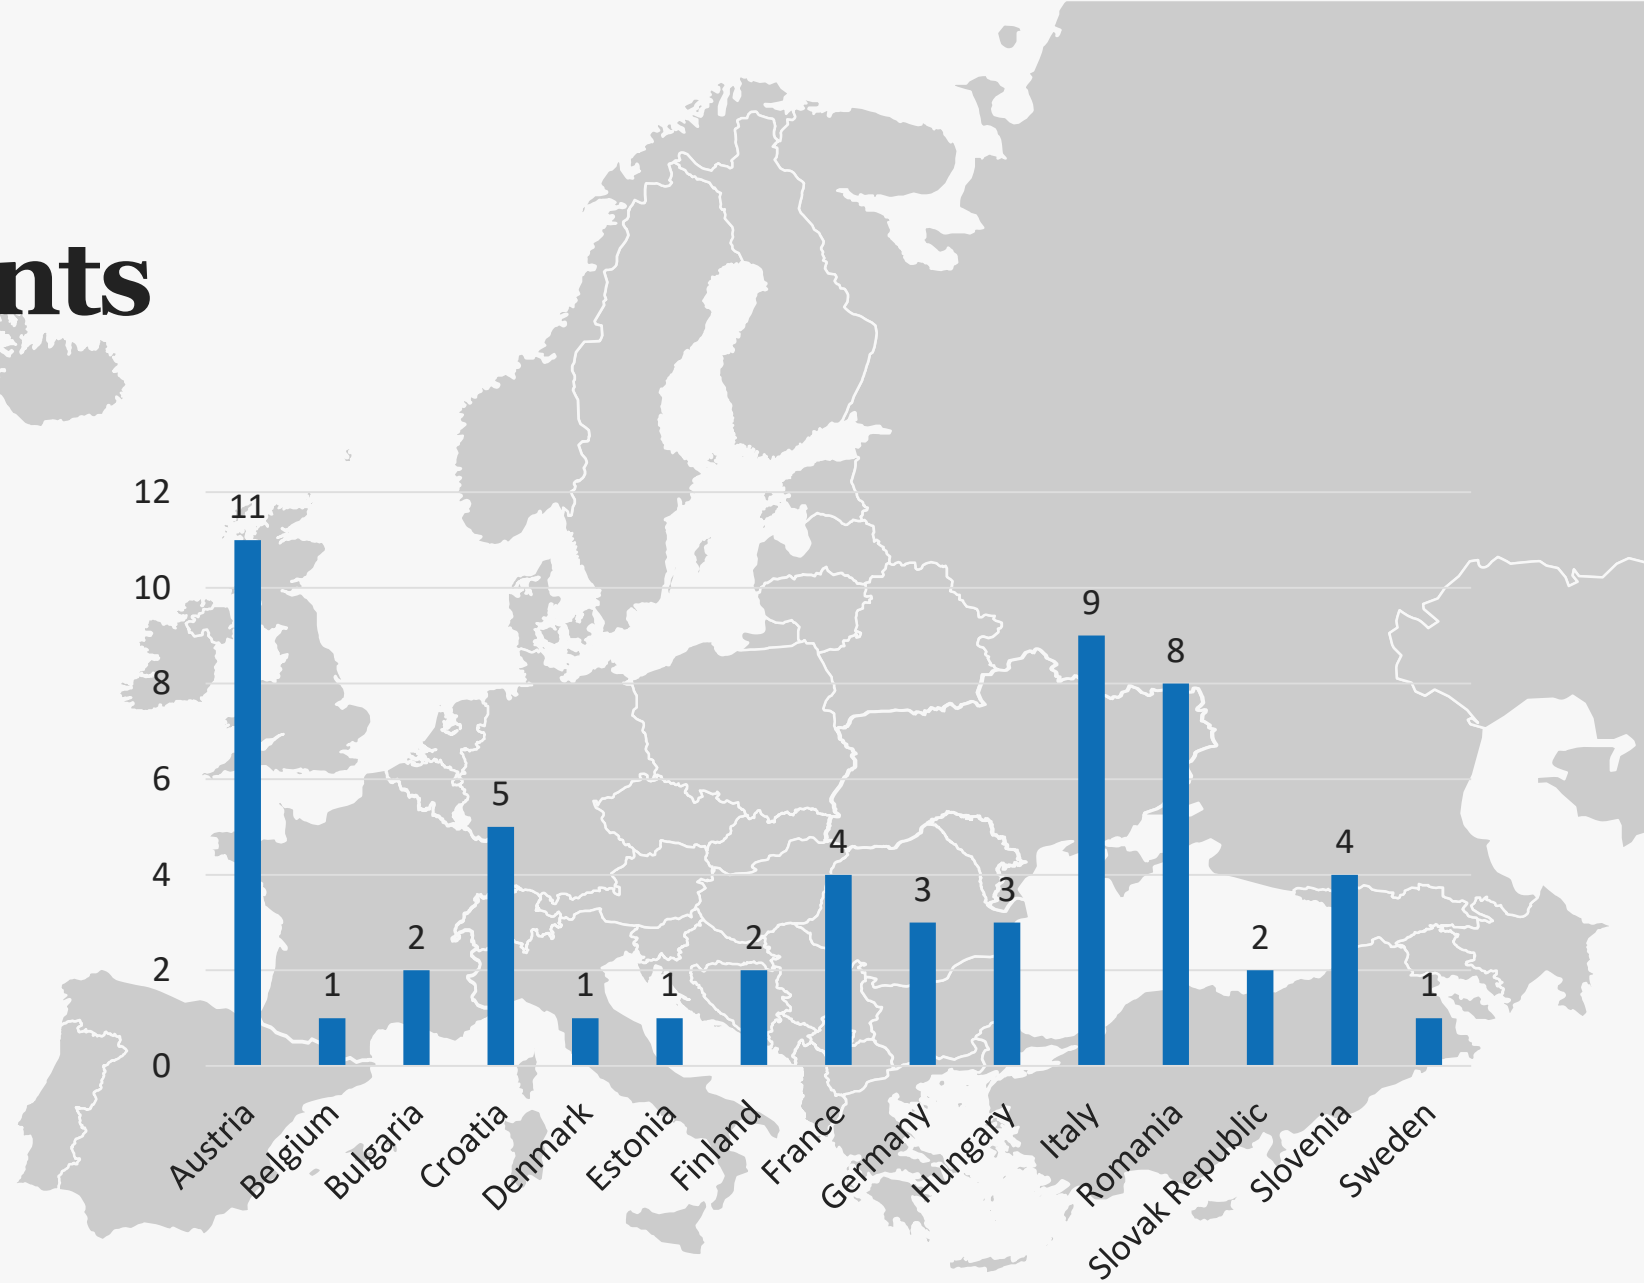 nts
12
10
8
6
4
2
0
11
1
2
5
1
1
2
4
3
3
9
8
2
4
1
Austria
Belgium
Bulgaria
Croatia
Denmark
Estonia
Finland
France
Germany
Hungary
Italy
Romania
Slovak Republic
Slovenia
Sweden